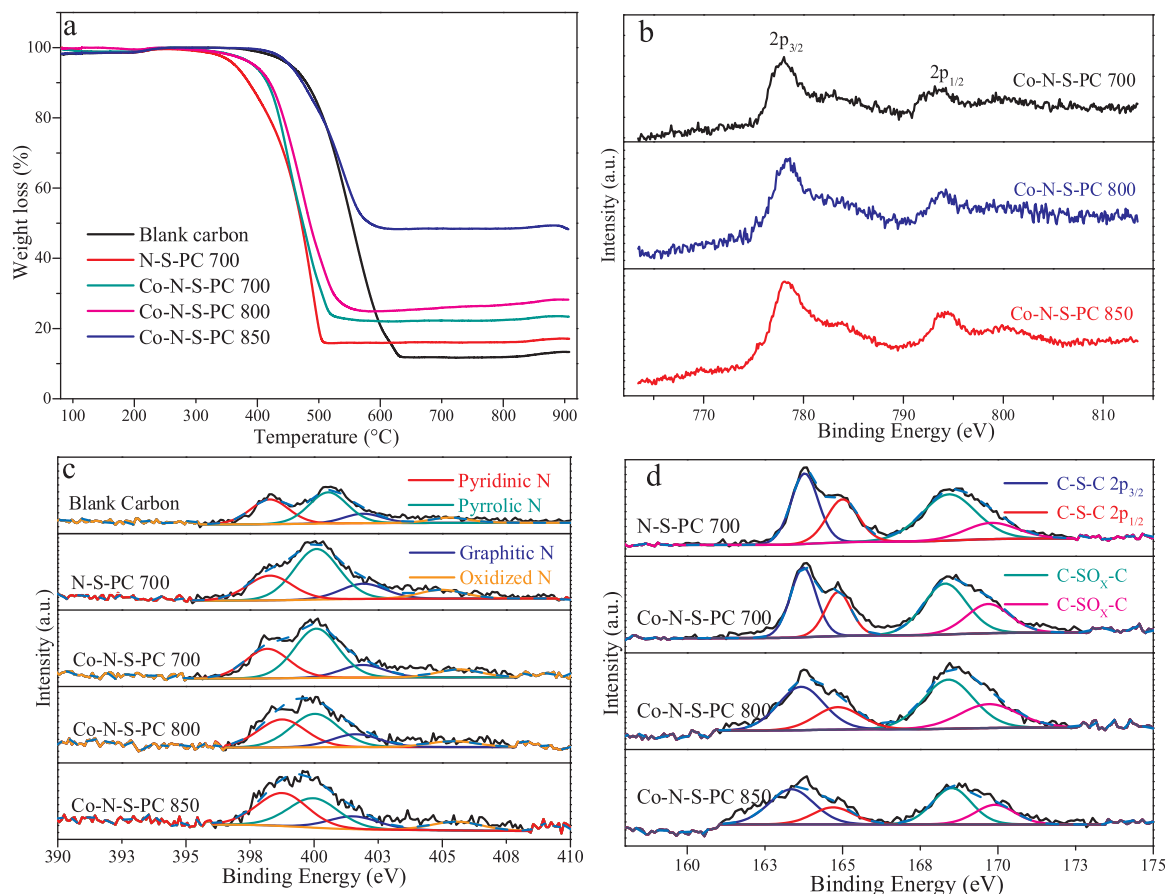 a
100
80
60
40
20
0
Weight loss (%)
Blank carbon
N-S-PC 700
Co-N-S-PC 700
Co-N-S-PC 800
Co-N-S-PC 850
100 200 300 400 500 600 700 800 900
Temperature (°C)
b
2p3/2
2p1/2
Co-N-S-PC 700
Co-N-S-PC 800
Co-N-S-PC 850
Intensity (a.u.)
770 780 790 800 810
Binding Energy (eV)
c
Blank Carbon
Pyridinic N
Pyrrolic N
N-S-PC 700
Graphitic N
Oxidized N
Co-N-S-PC 700
Co-N-S-PC 800
Co-N-S-PC 850
Intensity (a.u.)
390 393 395 398 400 403 405 408 410
Binding Energy (eV)
d
N-S-PC 700
C-S-C 2p3/2
C-S-C 2p1/2
Co-N-S-PC 700
C-SOX-C
C-SOX-C
Co-N-S-PC 800
Co-N-S-PC 850
Intensity (a.u.)
160 163 165 168 170 173 175
Binding Energy (eV)